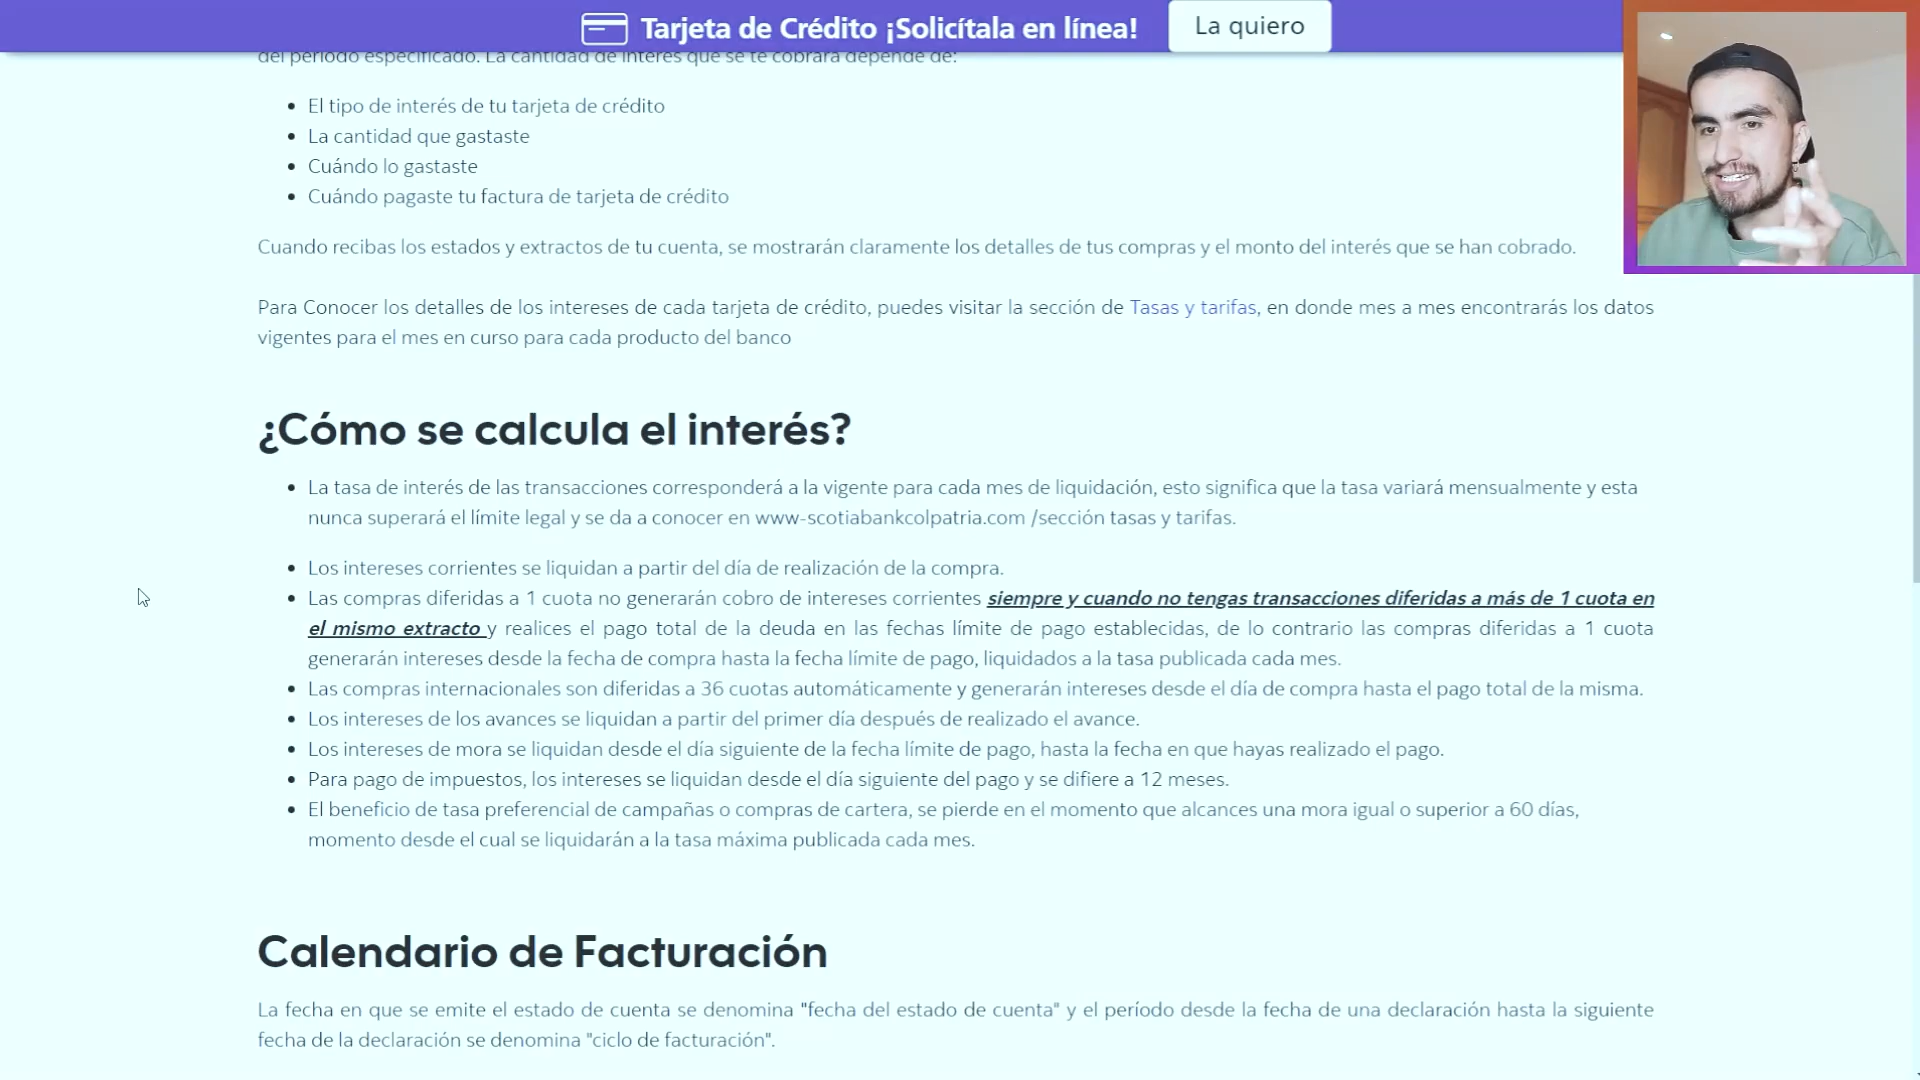 Tarjeta de Crédito ¡Solicítala en línea!
La quiero
del período especificado. La cantidad de interés que se te cobrará depende de:
El tipo de interés de tu tarjeta de crédito
La cantidad que gastaste
Cuándo lo gastaste
Cuándo pagaste tu factura de tarjeta de crédito
Cuando recibas los estados y extractos de tu cuenta, se mostrarán claramente los detalles de tus compras y el monto del interés que se han cobrado.
Para Conocer los detalles de los intereses de cada tarjeta de crédito, puedes visitar la sección de Tasas y tarifas, en donde mes a mes encontrarás los datos
vigentes para el mes en curso para cada producto del banco
¿Cómo se calcula el interés?
La tasa de interés de las transacciones corresponderá a la vigente para cada mes de liquidación, esto significa que la tasa variará mensualmente y esta
nunca superará el límite legal y se da a conocer en www-scotiabankcolpatria.com /sección tasas y tarifas.
Los intereses corrientes se liquidan a partir del día de realización de la compra.
Las compras diferidas a 1 cuota no generarán cobro de intereses corrientes siempre y cuando no tengas transacciones diferidas a más de 1 cuota en
el mismo extracto y realices el pago total de la deuda en las fechas límite de pago establecidas, de lo contrario las compras diferidas a 1 cuota
generarán intereses desde la fecha de compra hasta la fecha límite de pago, liquidados a la tasa publicada cada mes.
Las compras internacionales son diferidas a 36 cuotas automáticamente y generarán intereses desde el día de compra hasta el pago total de la misma.
Los intereses de los avances se liquidan a partir del primer día después de realizado el avance.
Los intereses de mora se liquidan desde el día siguiente de la fecha límite de pago, hasta la fecha en que hayas realizado el pago.
Para pago de impuestos, los intereses se liquidan desde el día siguiente del pago y se difiere a 12 meses.
El beneficio de tasa preferencial de campañas o compras de cartera, se pierde en el momento que alcances una mora igual o superior a 60 días,
momento desde el cual se liquidarán a la tasa máxima publicada cada mes.
Calendario de Facturación
La fecha en que se emite el estado de cuenta se denomina "fecha del estado de cuenta" y el período desde la fecha de una declaración hasta la siguiente
fecha de la declaración se denomina "ciclo de facturación".